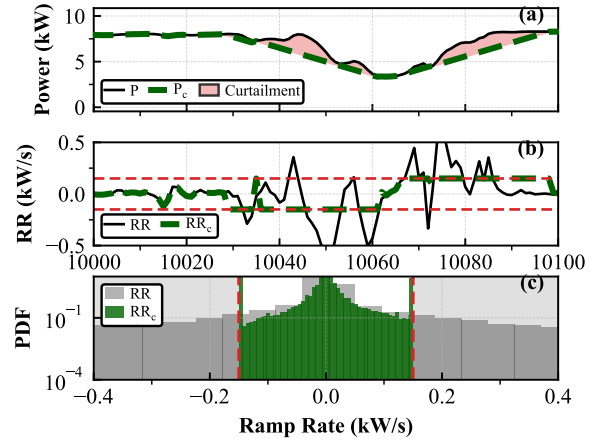 (a)
10
5
0
Power (kW)
P P_c Curtailment
(b)
0.5
0.0
−0.5
RR (kW/s)
RR RR_c
10000 10020 10040 10060 10080 10100
(c)
10^−1
10^−4
PDF
RR
RR_c
−0.4 −0.2 0.0 0.2 0.4
Ramp Rate (kW/s)